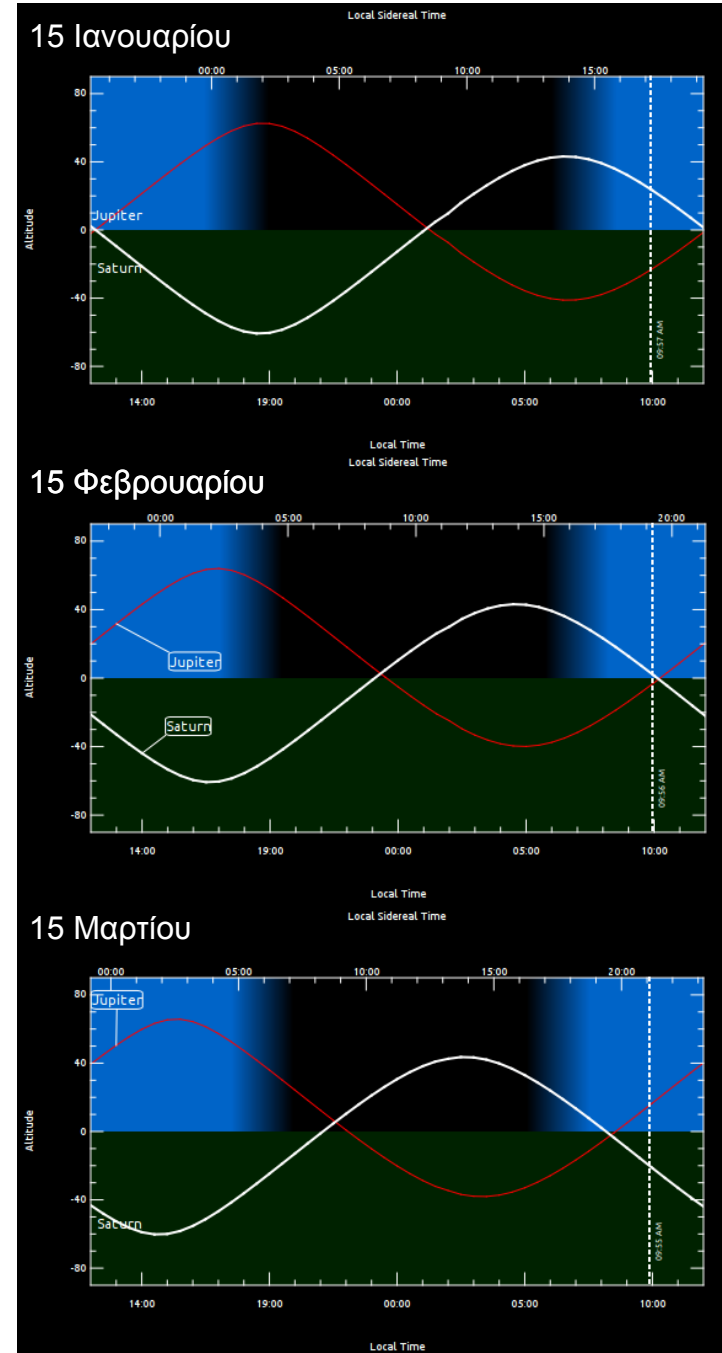 Local Sidereal Time
15 Ιανουαρίου
00:00 05:00 10:00 15:00
80
40
Jupiter
0
Altitude
Saturn
-40
09:57 AM
-80
14:00 19:00 00:00 05:00 10:00
Local Time
Local Sidereal Time
15 Φεβρουαρίου
00:00 05:00 10:00 15:00 20:00
80
40
Jupiter
0
Altitude
Saturn
-40
09:56 AM
-80
14:00 19:00 00:00 05:00 10:00
Local Time
Local Sidereal Time
15 Μαρτίου
00:00 05:00 10:00 15:00 20:00
80
Jupiter
40
0
Altitude
-40
Saturn
09:55 AM
-80
14:00 19:00 00:00 05:00 10:00
Local Time